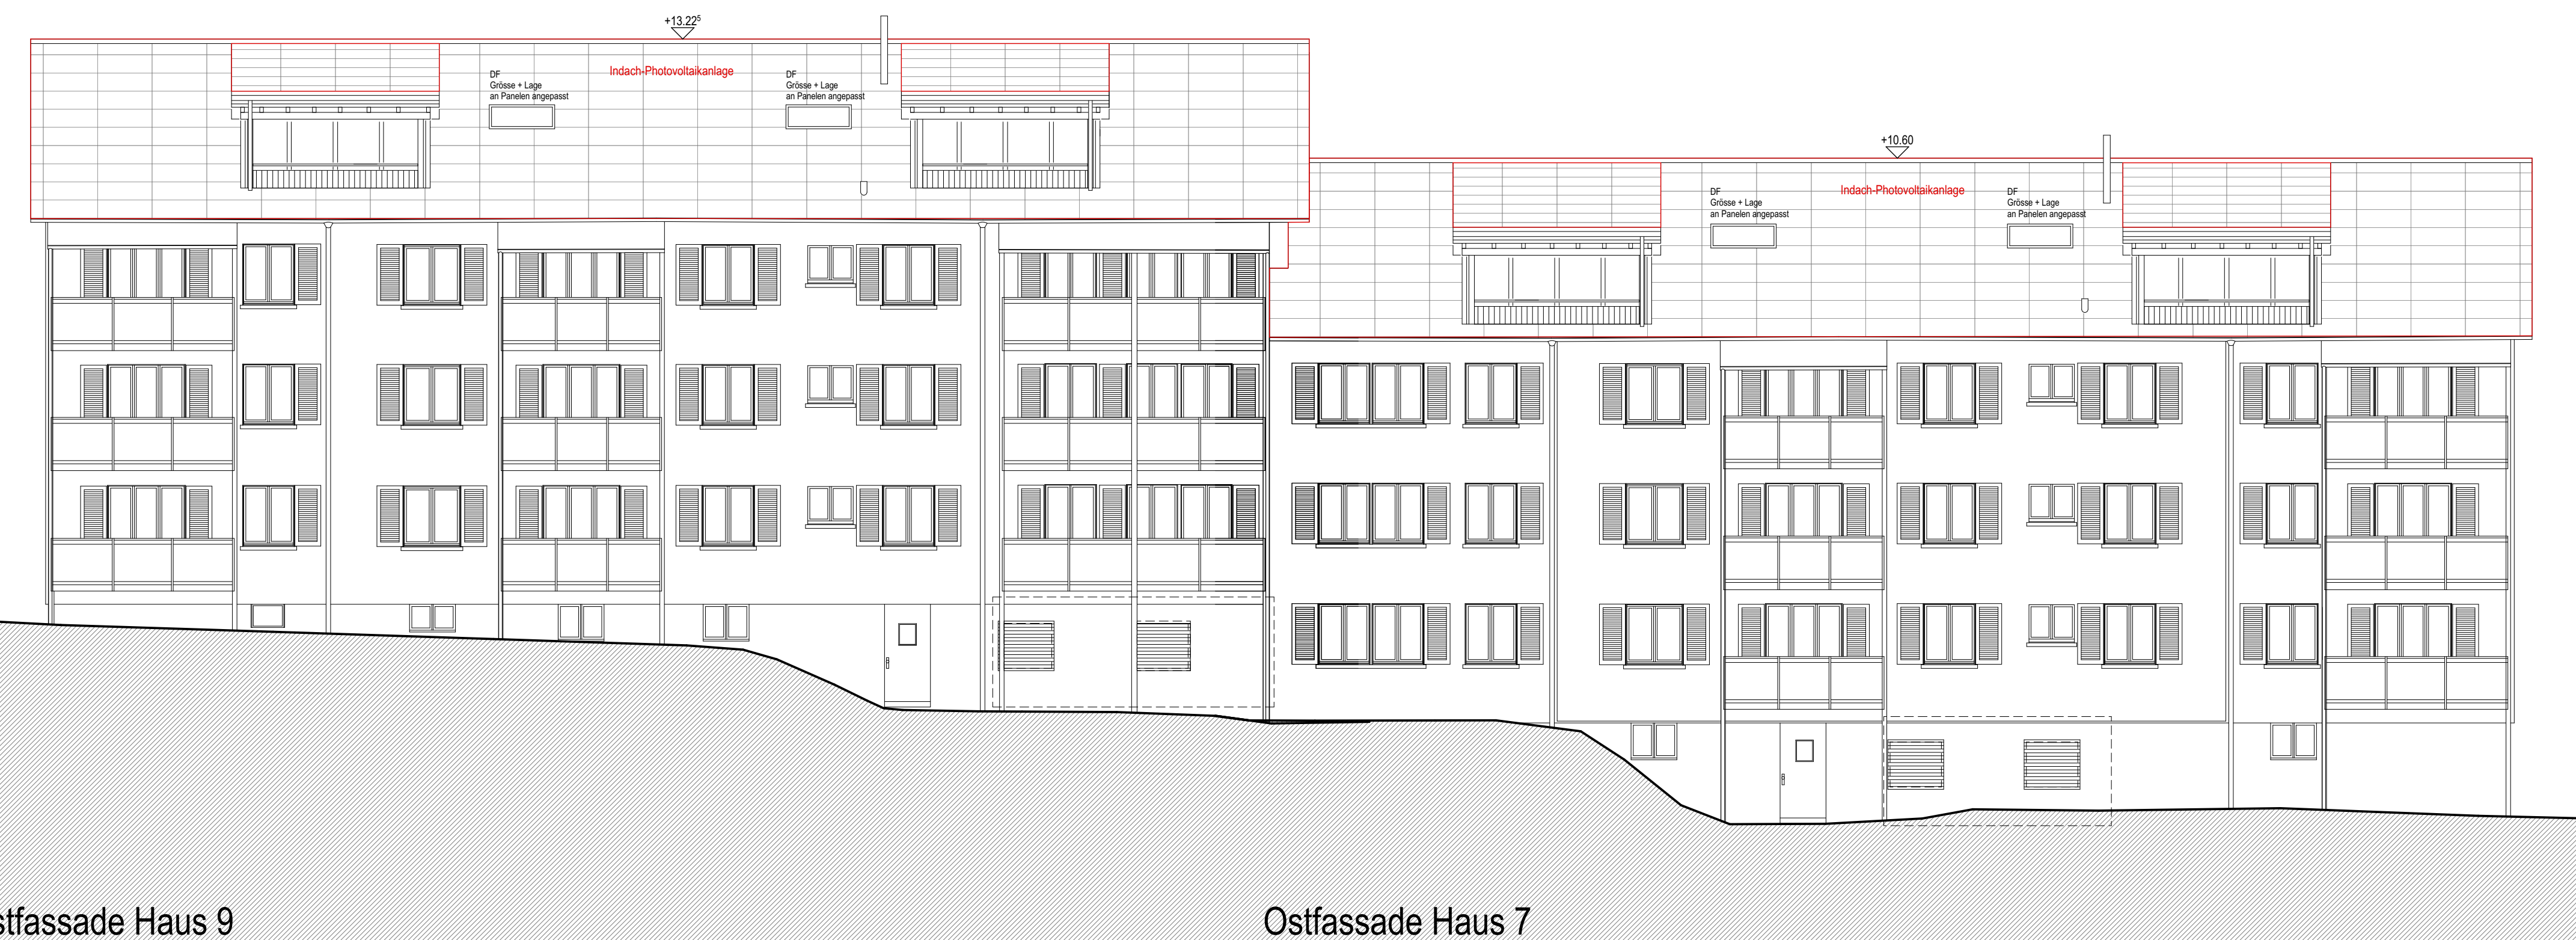 +13.22⁵
DF
Grösse + Lage
an Panelen angepasst
Indach-Photovoltaikanlage
DF
Grösse + Lage
an Panelen angepasst
+10.60
DF
Grösse + Lage
an Panelen angepasst
Indach-Photovoltaikanlage
DF
Grösse + Lage
an Panelen angepasst
stfassade Haus 9
Ostfassade Haus 7